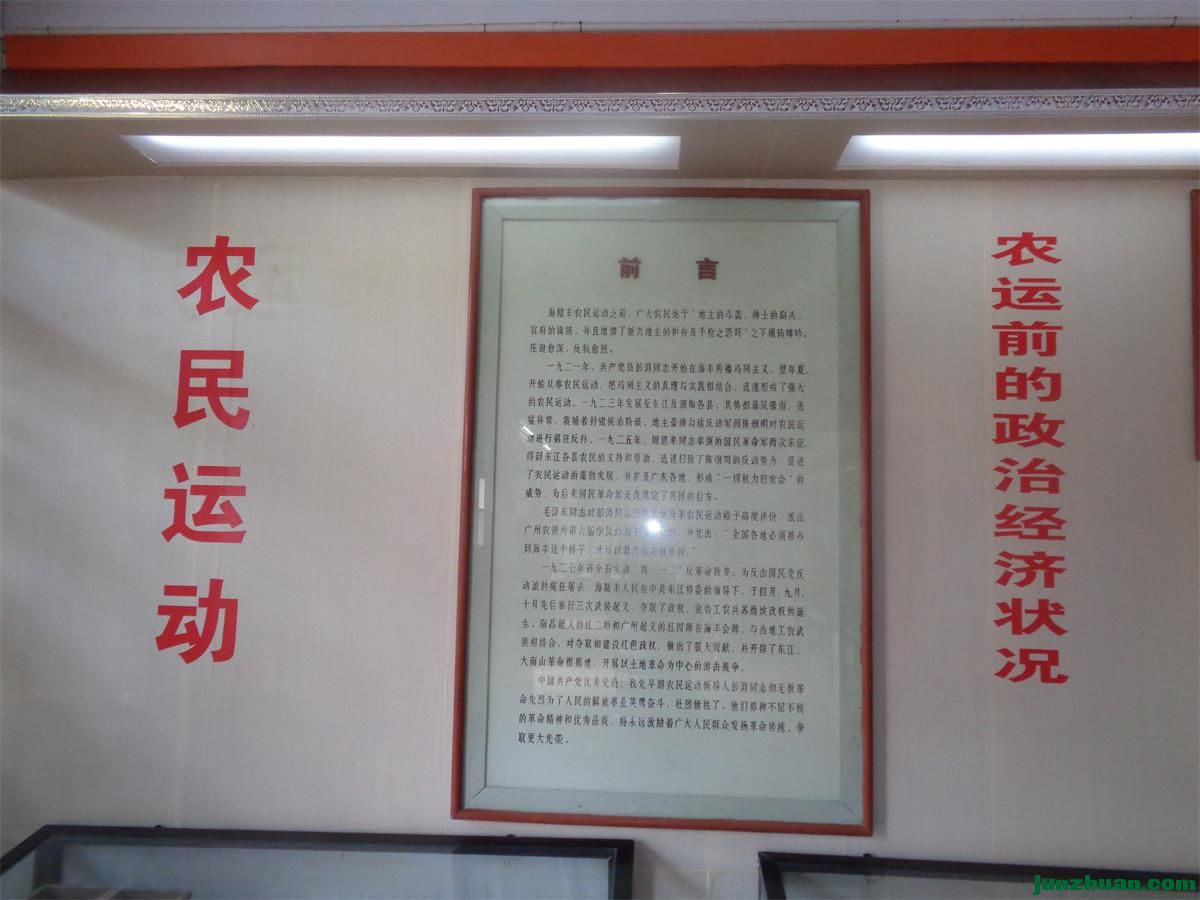 农民运动
前言
海陆丰农民运动之前，广大农民处于“地主的斗盖、绅士的扇头、
官府的锁链，并且增加了新兴地主的护弁及手枪之恐吓”之下辗转呻吟。
压迫愈深，反抗愈烈。
一九二一年，共产党员彭湃同志开始在海丰传播马列主义，翌年夏，
开始从事农民运动，把马列主义的真理与实践相结合，迅速形成了强大
的农民运动。一九二三年发展至东江及潮梅各县，其势如暴风骤雨，迅
猛异常，震撼着封建统治阶级，地主豪绅勾结反动军阀陈炯明对农民运
动进行猖狂反扑。一九二五年，周恩来同志率领的国民革命军两次东征，
得到东江各县农民的支持和帮助，迅速扫除了陈炯明的反动势力，促进
了农民运动的蓬勃发展，并扩及广东各地，形成“一切权力归农会”的
威势，为后来国民革命军北伐奠定了巩固的后方。
毛泽东同志对彭湃同志及海陆丰农民运动给予高度评价，派出
广州农讲所第六届学员到海丰，并指出：“全国各地必须都办
到海丰这个样子，才可以算革命的胜利。”
一九二七年蒋介石发动“四·一二”反革命政变。为反击国民党反
动派的疯狂屠杀，海陆丰人民在中共东江特委的领导下，于四月、九月、
十月先后举行三次武装起义，夺取了政权，宣告工农兵苏维埃政权的诞
生。南昌起义的红二师和广州起义的红四师在海丰会师，与当地工农武
装相结合，对夺取和建设红色政权，做出了很大贡献，并开辟了东江、
大南山革命根据地，开展以土地革命为中心的游击战争。
中国共产党优秀党员、我党早期农民运动领导人彭湃同志和无数革
命先烈为了人民的解放事业英勇奋斗，壮烈牺牲了。他们那种不屈不挠
的革命精神和优秀品质，将永远激励着广大人民群众发扬革命传统，争
取更大光荣。
农运前的政治经济状况
junzhuan.com